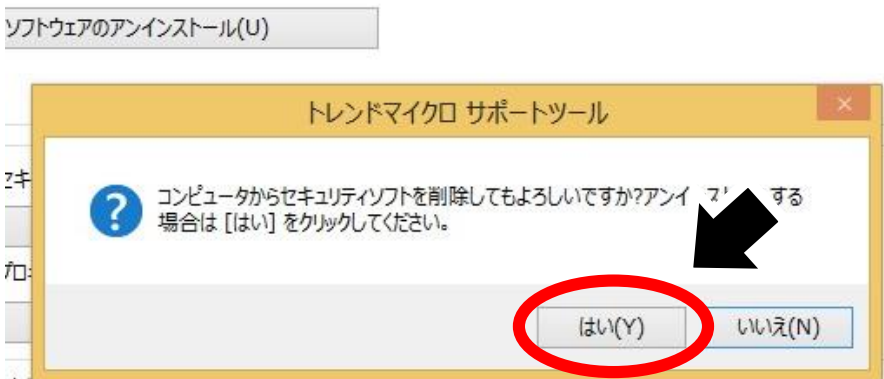 ソフトウェアのアンインストール(U)
トレンドマイクロ サポートツール
コンピュータからセキュリティソフトを削除してもよろしいですか?アンイ する
場合は [はい] をクリックしてください。
はい(Y) いいえ(N)